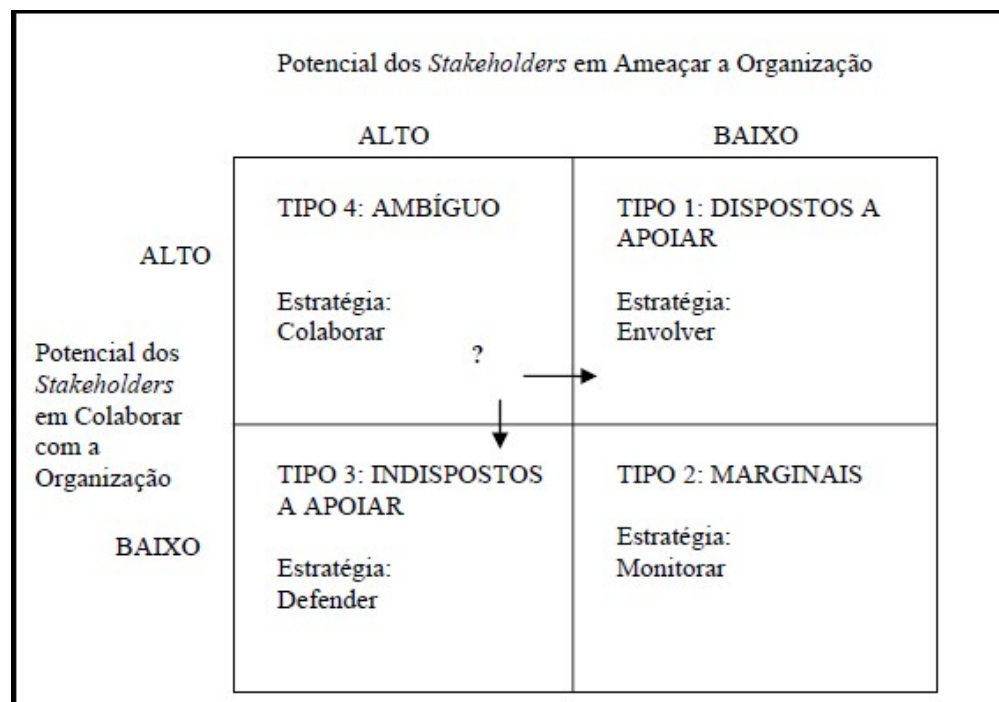 Potencial dos Stakeholders em Ameaçar a Organização
ALTO
BAIXO
TIPO 4: AMBÍGUO
Estratégia:
Colaborar
?
TIPO 1: DISPOSTOS A
APOIAR
Estratégia:
Envolver
ALTO
Potencial dos
Stakeholders
em Colaborar
com a
Organização
BAIXO
TIPO 3: INDISPOSTOS
A APOIAR
Estratégia:
Defender
TIPO 2: MARGINAIS
Estratégia:
Monitorar